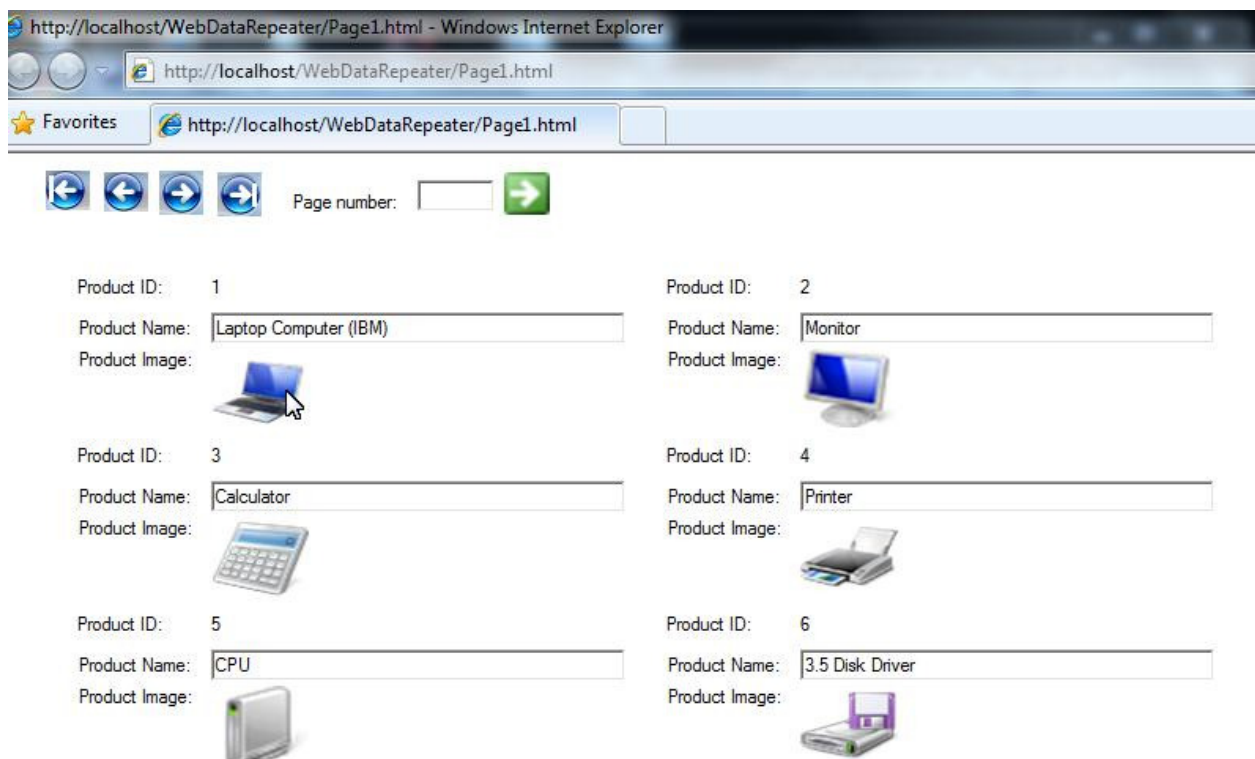 http://localhost/WebDataRepeater/Page1.html - Windows Internet Explorer
http://localhost/WebDataRepeater/Page1.html
Favorites http://localhost/WebDataRepeater/Page1.html
Page number:
Product ID: 1 Product ID: 2
Product Name: Laptop Computer (IBM) Product Name: Monitor
Product Image: Product Image:
Product ID: 3 Product ID: 4
Product Name: Calculator Product Name: Printer
Product Image: Product Image:
Product ID: 5 Product ID: 6
Product Name: CPU Product Name: 3.5 Disk Driver
Product Image: Product Image: